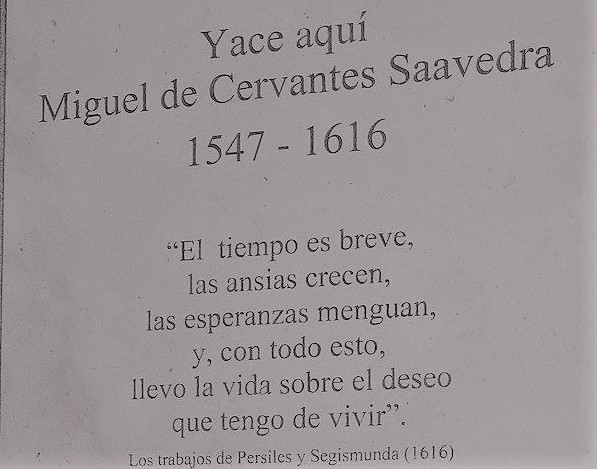 Yace aquí
Miguel de Cervantes Saavedra
1547 - 1616
“El tiempo es breve,
las ansias crecen,
las esperanzas menguan,
y, con todo esto,
llevo la vida sobre el deseo
que tengo de vivir”.
Los trabajos de Persiles y Segismunda (1616)